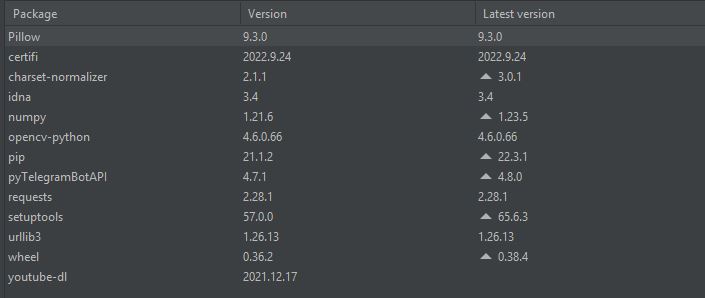 Package Version Latest version
Pillow 9.3.0 9.3.0
certifi 2022.9.24 2022.9.24
charset-normalizer 2.1.1 3.0.1
idna 3.4 3.4
numpy 1.21.6 1.23.5
opencv-python 4.6.0.66 4.6.0.66
pip 21.1.2 22.3.1
pyTelegramBotAPI 4.7.1 4.8.0
requests 2.28.1 2.28.1
setuptools 57.0.0 65.6.3
urllib3 1.26.13 1.26.13
wheel 0.36.2 0.38.4
youtube-dl 2021.12.17